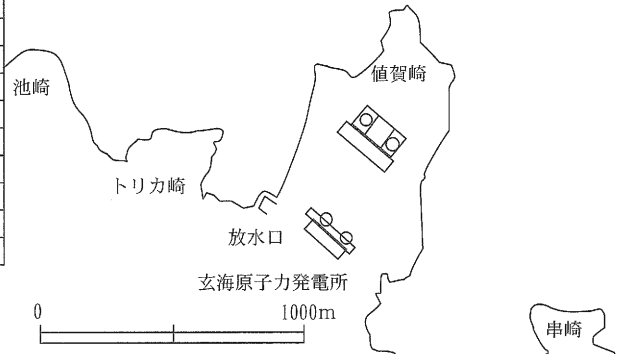 値賀崎
池崎
トリカ崎
放水口
玄海原子力発電所
0 1000m
串崎